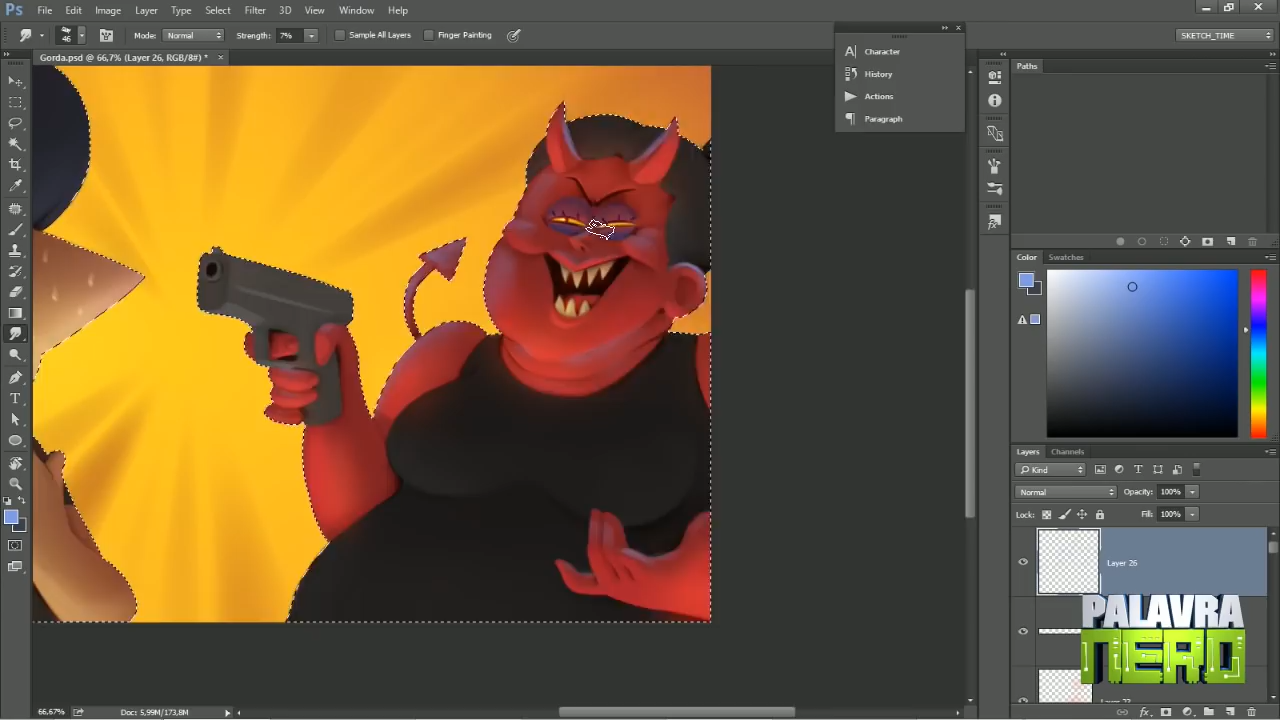 Ps File Edit Image Layer Type Select Filter 3D View Window Help
46 Mode: Normal Strength: 7% Sample All Layers Finger Painting SKETCH_TIME
Gorda.psd @ 66,7% (Layer 26, RGB/8#) * ×
Character
History
Actions
Paragraph
Paths
Color Swatches
Layers Channels
Kind
Normal Opacity: 100%
Lock: Fill: 100%
Layer 26
PALAVRA
NERD
66,67% Doc: 5,99M/173,8M